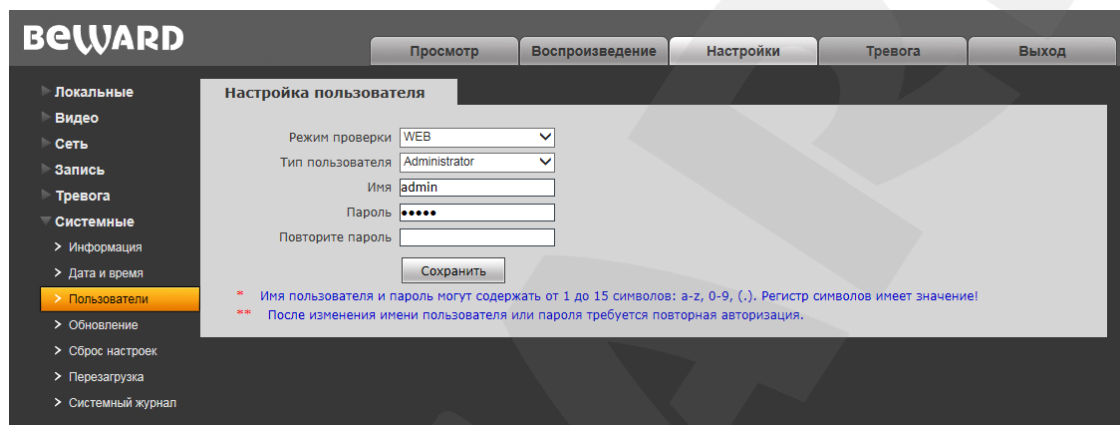 BEWARD
Просмотр
Воспроизведение
Настройки
Тревога
Выход
Локальные
Видео
Сеть
Запись
Тревога
Системные
Информация
Дата и время
Пользователи
Обновление
Сброс настроек
Перезагрузка
Системный журнал
Настройка пользователя
Режим проверки WEB
Тип пользователя Administrator
Имя admin
Пароль •••••
Повторите пароль
Сохранить
* Имя пользователя и пароль могут содержать от 1 до 15 символов: a-z, 0-9, (.). Регистр символов имеет значение!
** После изменения имени пользователя или пароля требуется повторная авторизация.